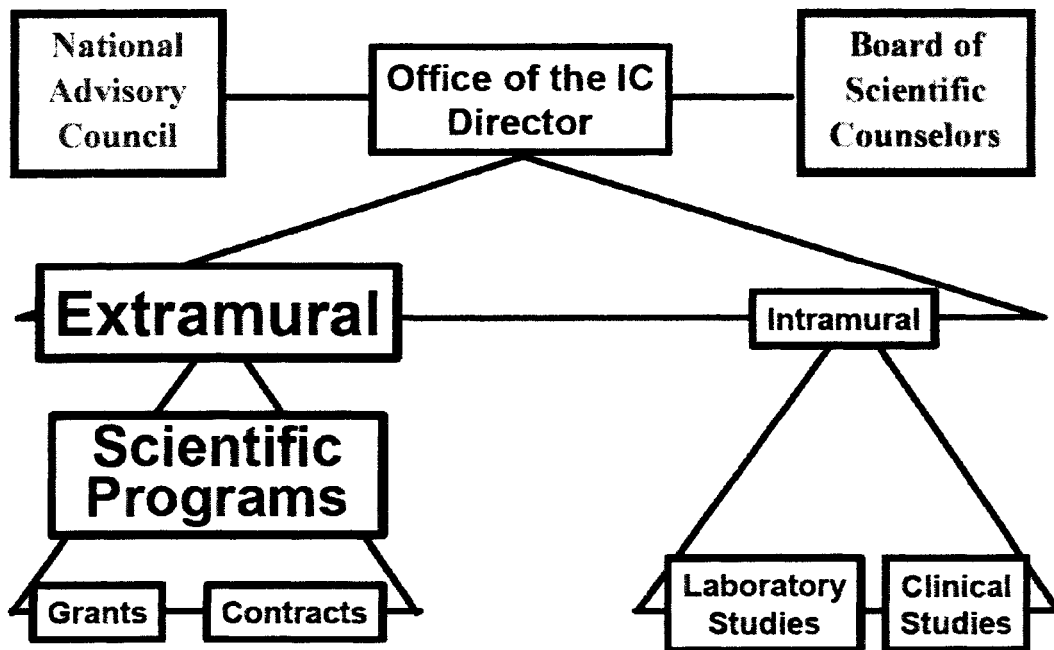 National
Advisory
Council
Office of the IC
Director
Board of
Scientific
Counselors
Extramural
Intramural
Scientific
Programs
Grants
Contracts
Laboratory
Studies
Clinical
Studies